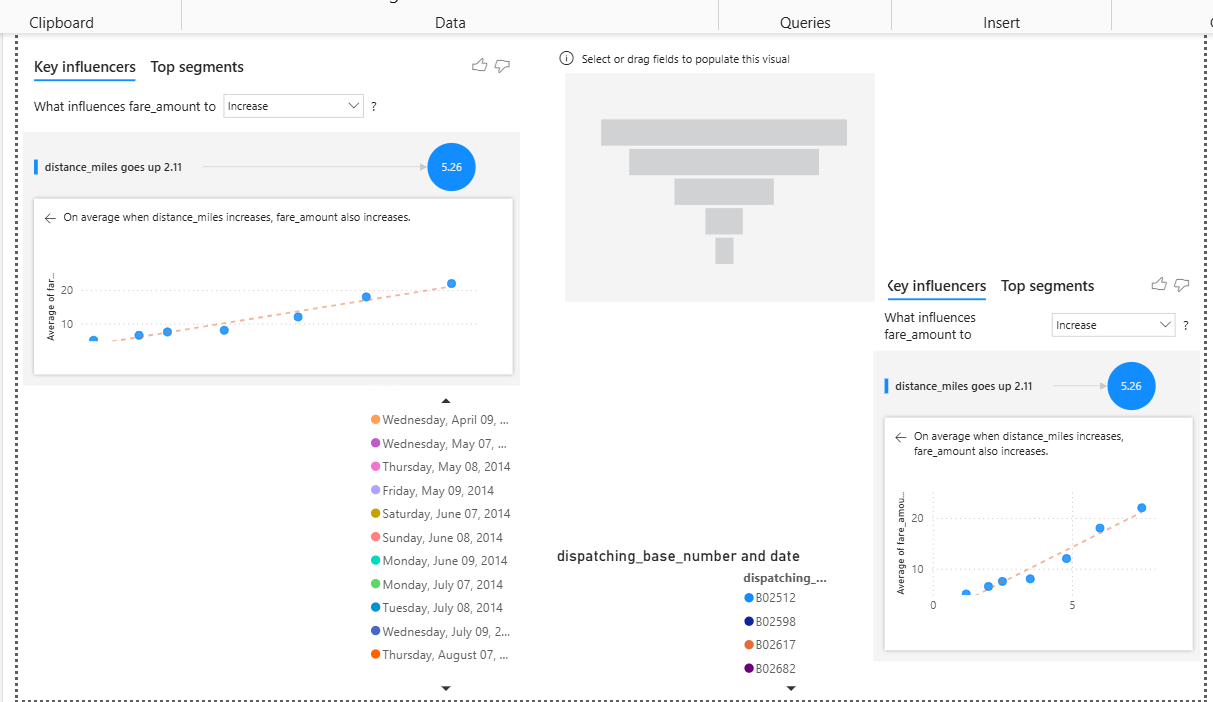 Clipboard
Data
Queries
Insert
Key influencers Top segments
What influences fare_amount to Increase ?
distance_miles goes up 2.11
5.26
On average when distance_miles increases, fare_amount also increases.
Average of far...
20
10
Select or drag fields to populate this visual
Key influencers Top segments
What influences
fare_amount to
Increase ?
distance_miles goes up 2.11
5.26
On average when distance_miles increases,
fare_amount also increases.
Average of fare_amou...
20
10
0
5
Wednesday, April 09, ...
Wednesday, May 07, ...
Thursday, May 08, 2014
Friday, May 09, 2014
Saturday, June 07, 2014
Sunday, June 08, 2014
Monday, June 09, 2014
Monday, July 07, 2014
Tuesday, July 08, 2014
Wednesday, July 09, 2...
Thursday, August 07, ...
dispatching_base_number and date
dispatching_...
B02512
B02598
B02617
B02682